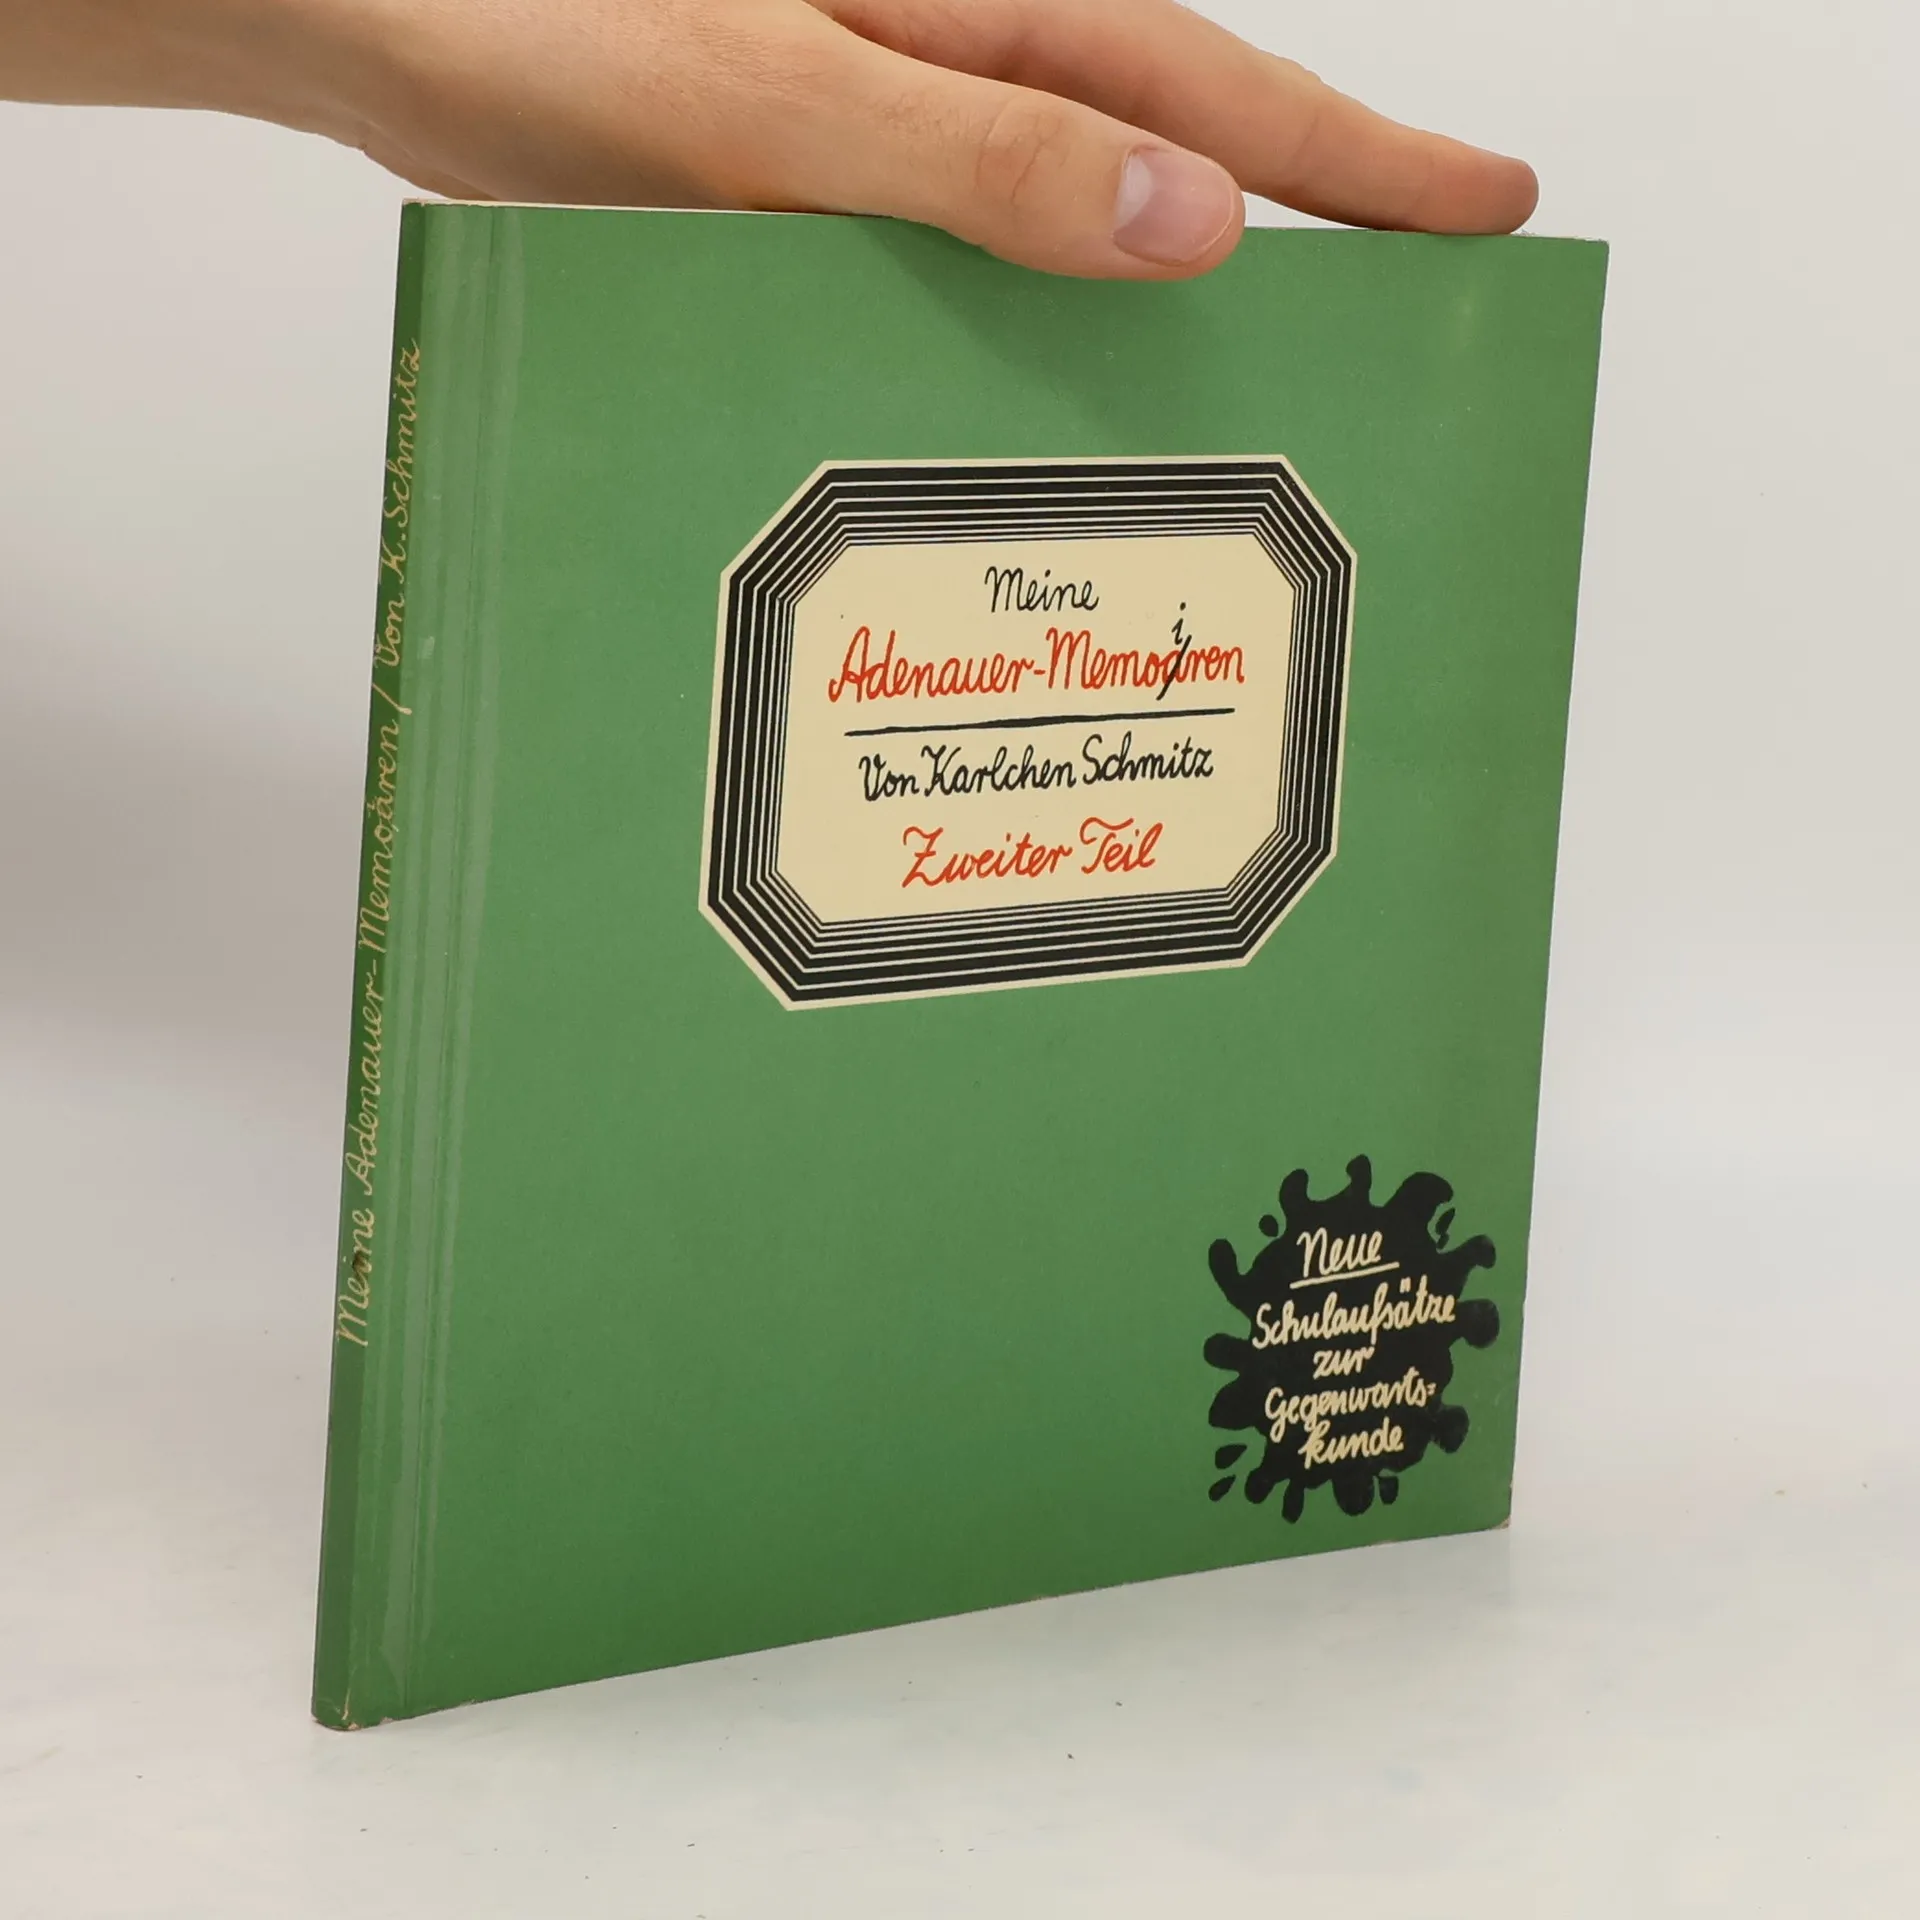 Meine
Adenauer-Memoiren
Von Karlchen Schmitz
Zweiter Teil
Neue
Schulaufsätze
zur
Gegenwarts=
kunde
Meine Adenauer-Memoären / Von K. Schmitz